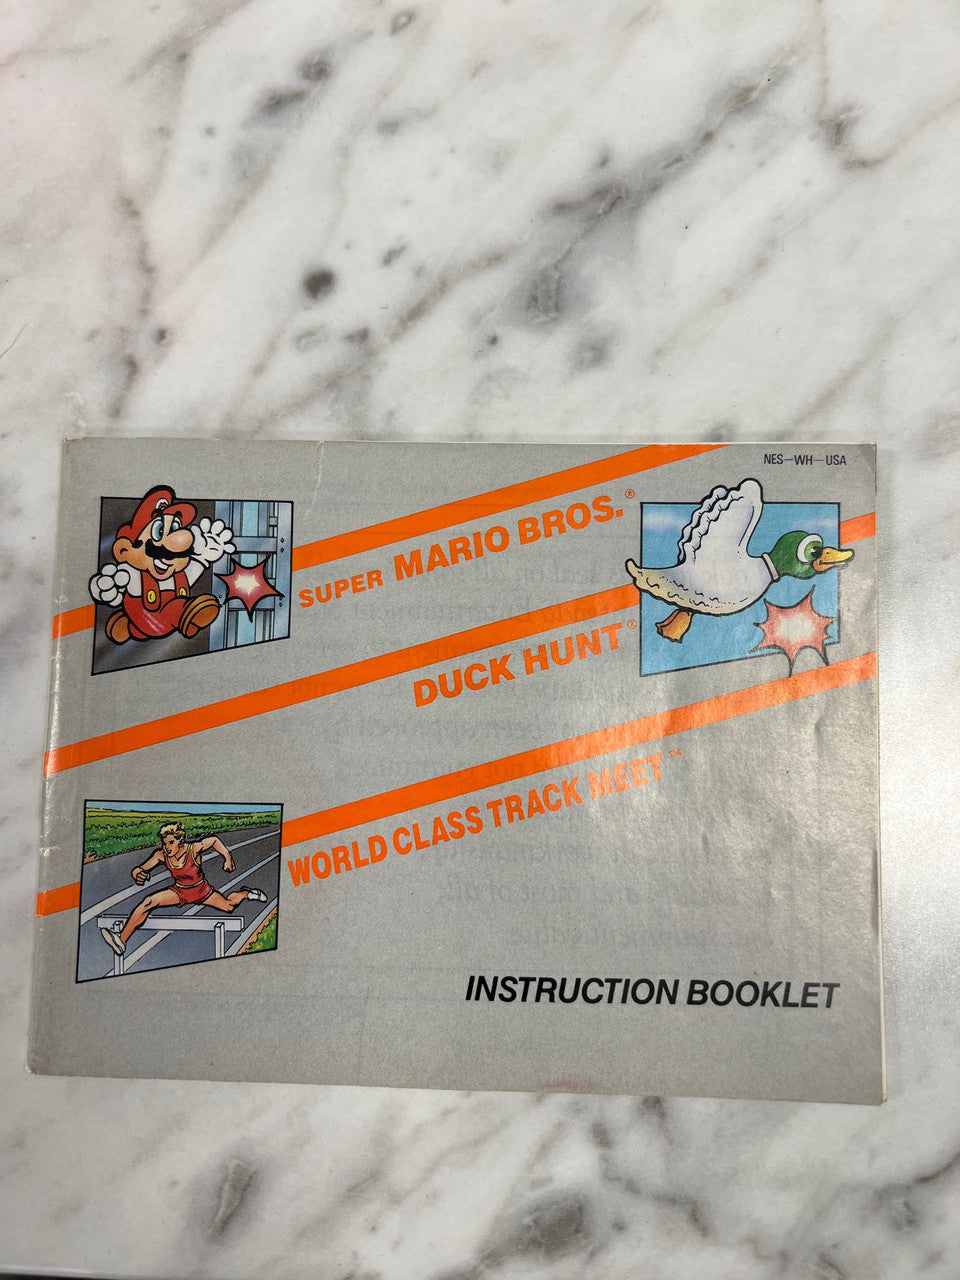 NES-WH-USA
SUPER MARIO BROS.®
DUCK HUNT®
WORLD CLASS TRACK MEET™
INSTRUCTION BOOKLET